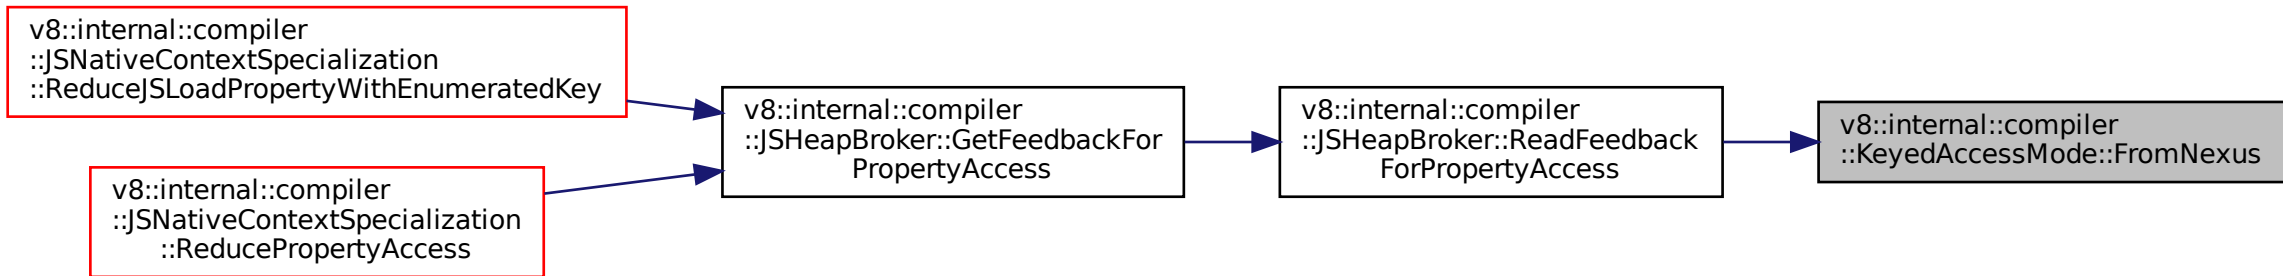 v8::internal::compiler
::JSNativeContextSpecialization
::ReduceJSLoadPropertyWithEnumeratedKey
v8::internal::compiler
::JSNativeContextSpecialization
::ReducePropertyAccess
v8::internal::compiler
::JSHeapBroker::GetFeedbackFor
PropertyAccess
v8::internal::compiler
::JSHeapBroker::ReadFeedback
ForPropertyAccess
v8::internal::compiler
::KeyedAccessMode::FromNexus